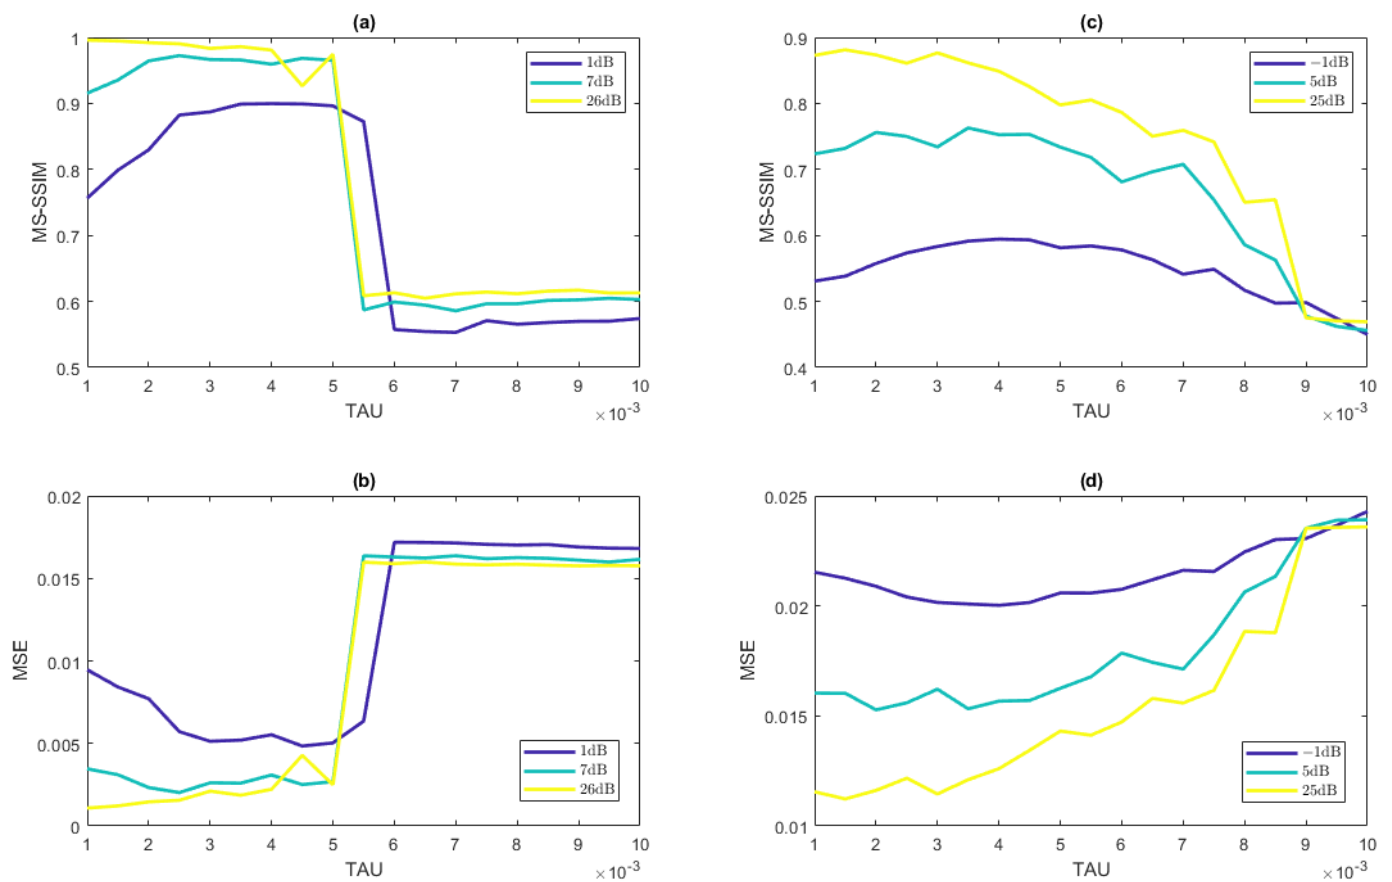 (a)
1
0.9
0.8
0.7
0.6
0.5
MS-SSIM
1dB
7dB
26dB
1 2 3 4 5 6 7 8 9 10
TAU
×10-3
(c)
0.9
0.8
0.7
0.6
0.5
0.4
MS-SSIM
−1dB
5dB
25dB
1 2 3 4 5 6 7 8 9 10
TAU
×10-3
(b)
0.02
0.015
0.01
0.005
0
MSE
1dB
7dB
26dB
1 2 3 4 5 6 7 8 9 10
TAU
×10-3
(d)
0.025
0.02
0.015
0.01
MSE
−1dB
5dB
25dB
1 2 3 4 5 6 7 8 9 10
TAU
×10-3